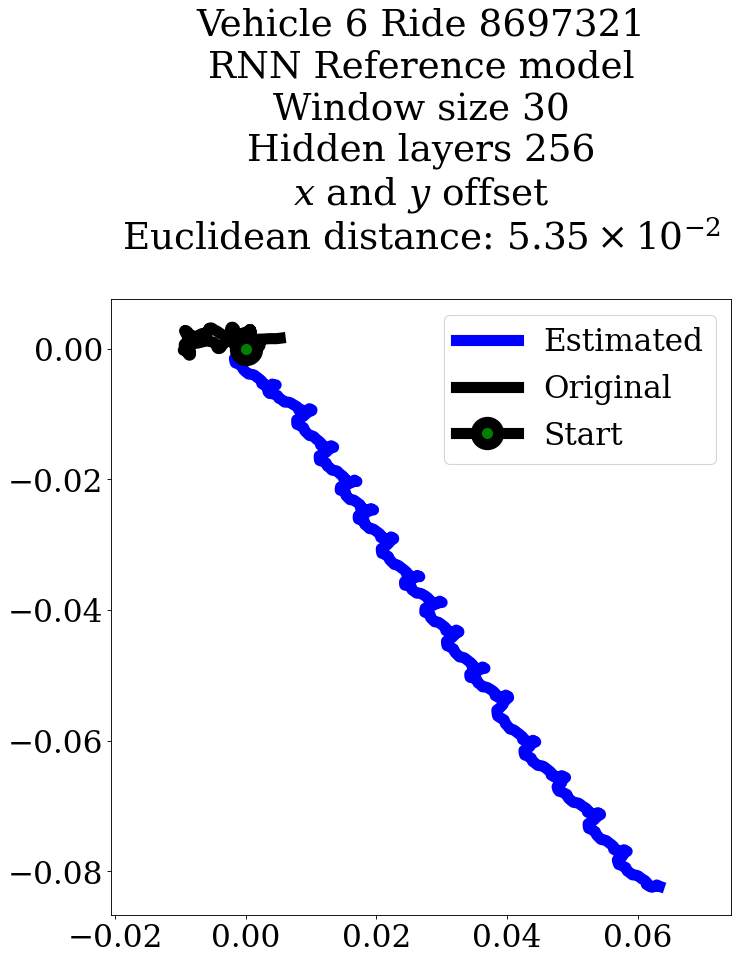 Vehicle 6 Ride 8697321
RNN Reference model
Window size 30
Hidden layers 256
x and y offset
Euclidean distance: 5.35 × 10⁻²
Estimated
Original
Start
0.00
−0.02
−0.04
−0.06
−0.08
−0.02 0.00 0.02 0.04 0.06